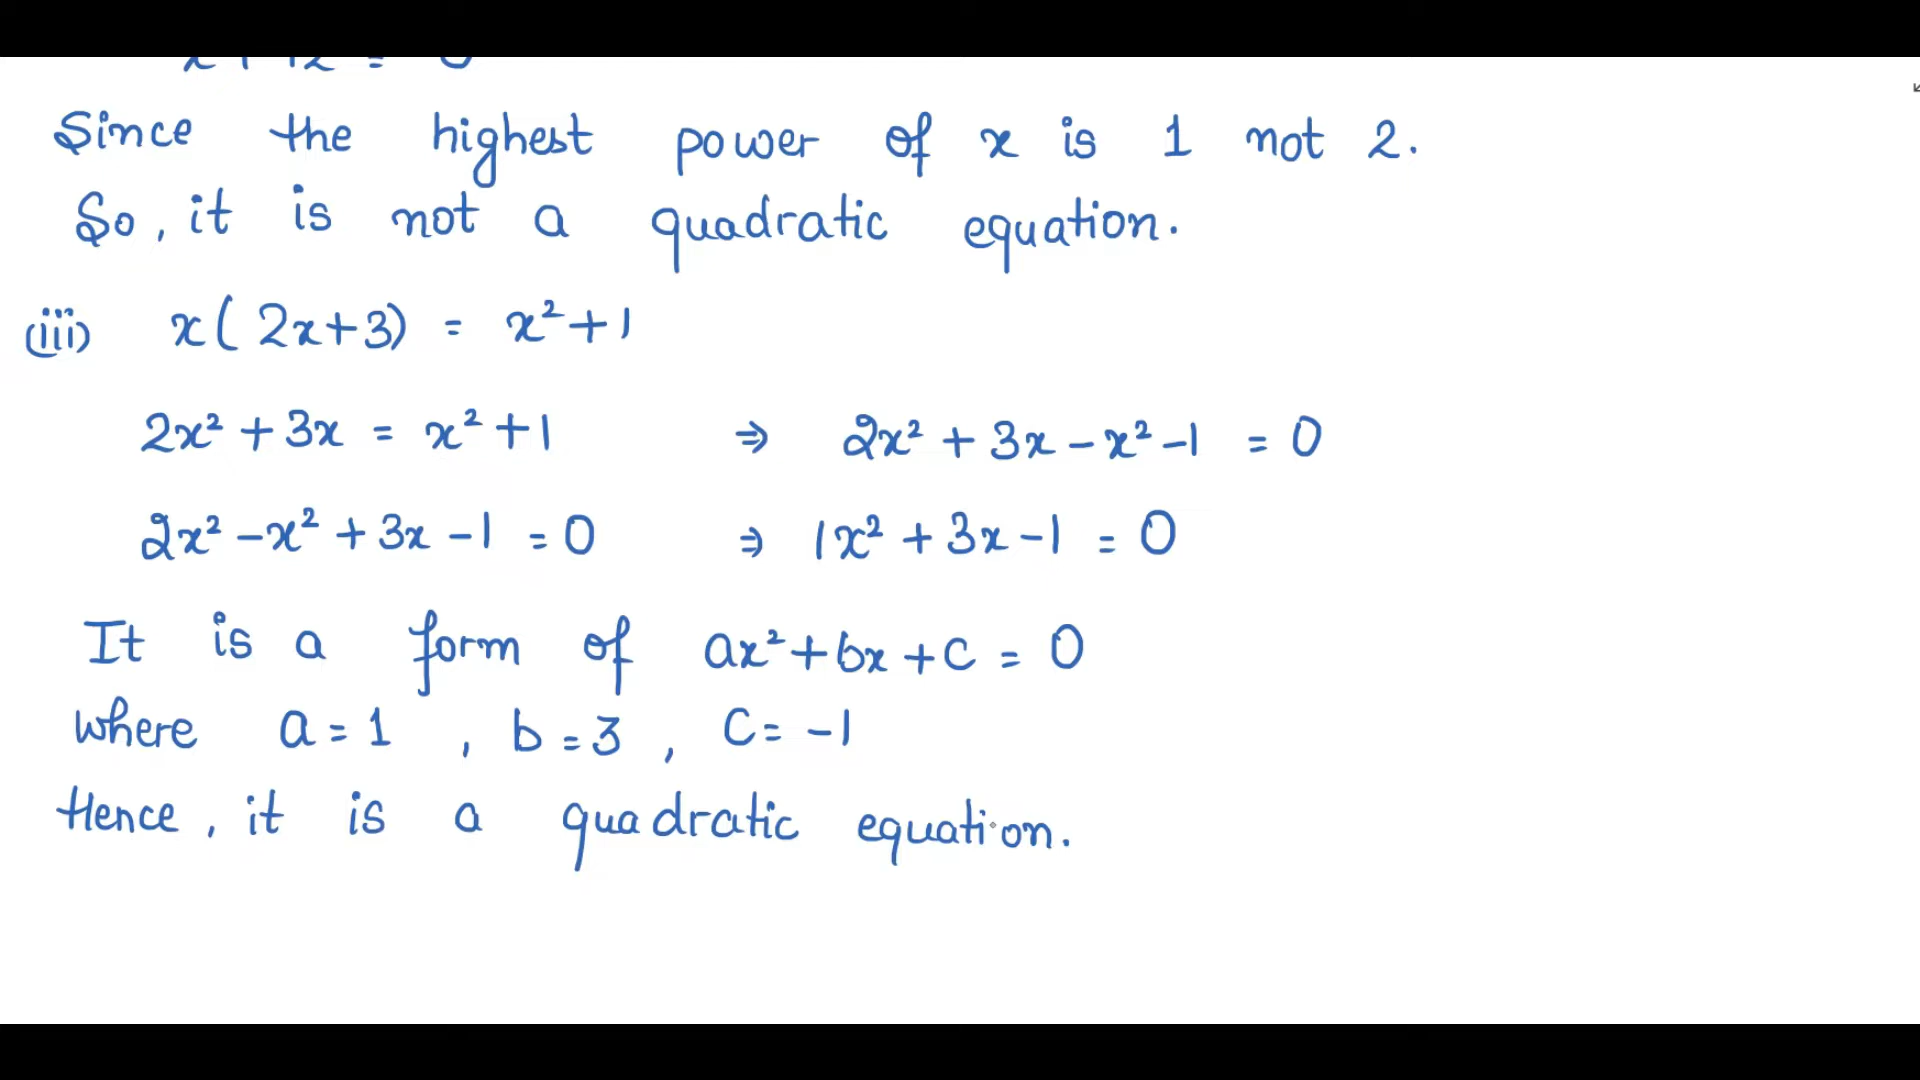 x + 12 = 0
Since the highest power of x is 1 not 2.
So, it is not a quadratic equation.
(iii) x( 2x+3) = x²+1
2x² + 3x = x² +1 ⇒ 2x² + 3x - x² -1 = 0
2x² -x² + 3x -1 = 0 ⇒ 1x² + 3x -1 = 0
It is a form of ax²+bx+c = 0
where a = 1 , b = 3 , c = -1
Hence, it is a quadratic equation.